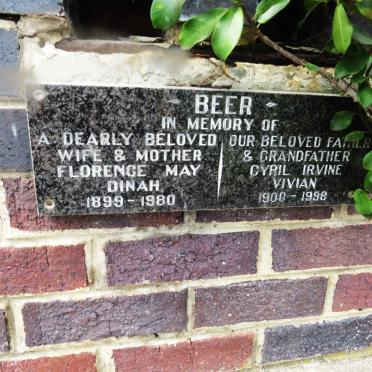 BEER
IN MEMORY OF
A DEARLY BELOVED
WIFE & MOTHER
FLORENCE MAY
DINAH
1899 - 1980
OUR BELOVED FATHER
& GRANDFATHER
CYRIL IRVINE
VIVIAN
1900 - 1998